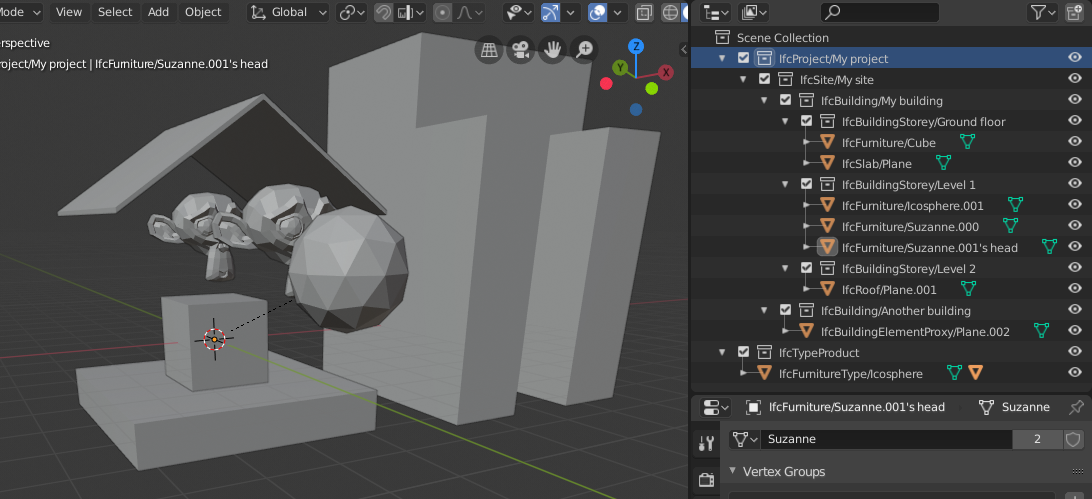 Mode View Select Add Object Global
erspective
roject/My project | IfcFurniture/Suzanne.001's head
Z
Y
X
Scene Collection
IfcProject/My project
IfcSite/My site
IfcBuilding/My building
IfcBuildingStorey/Ground floor
IfcFurniture/Cube
IfcSlab/Plane
IfcBuildingStorey/Level 1
IfcFurniture/Icosphere.001
IfcFurniture/Suzanne.000
IfcFurniture/Suzanne.001's head
IfcBuildingStorey/Level 2
IfcRoof/Plane.001
IfcBuilding/Another building
IfcBuildingElementProxy/Plane.002
IfcTypeProduct
IfcFurnitureType/Icosphere
IfcFurniture/Suzanne.001's head Suzanne
Suzanne 2
Vertex Groups